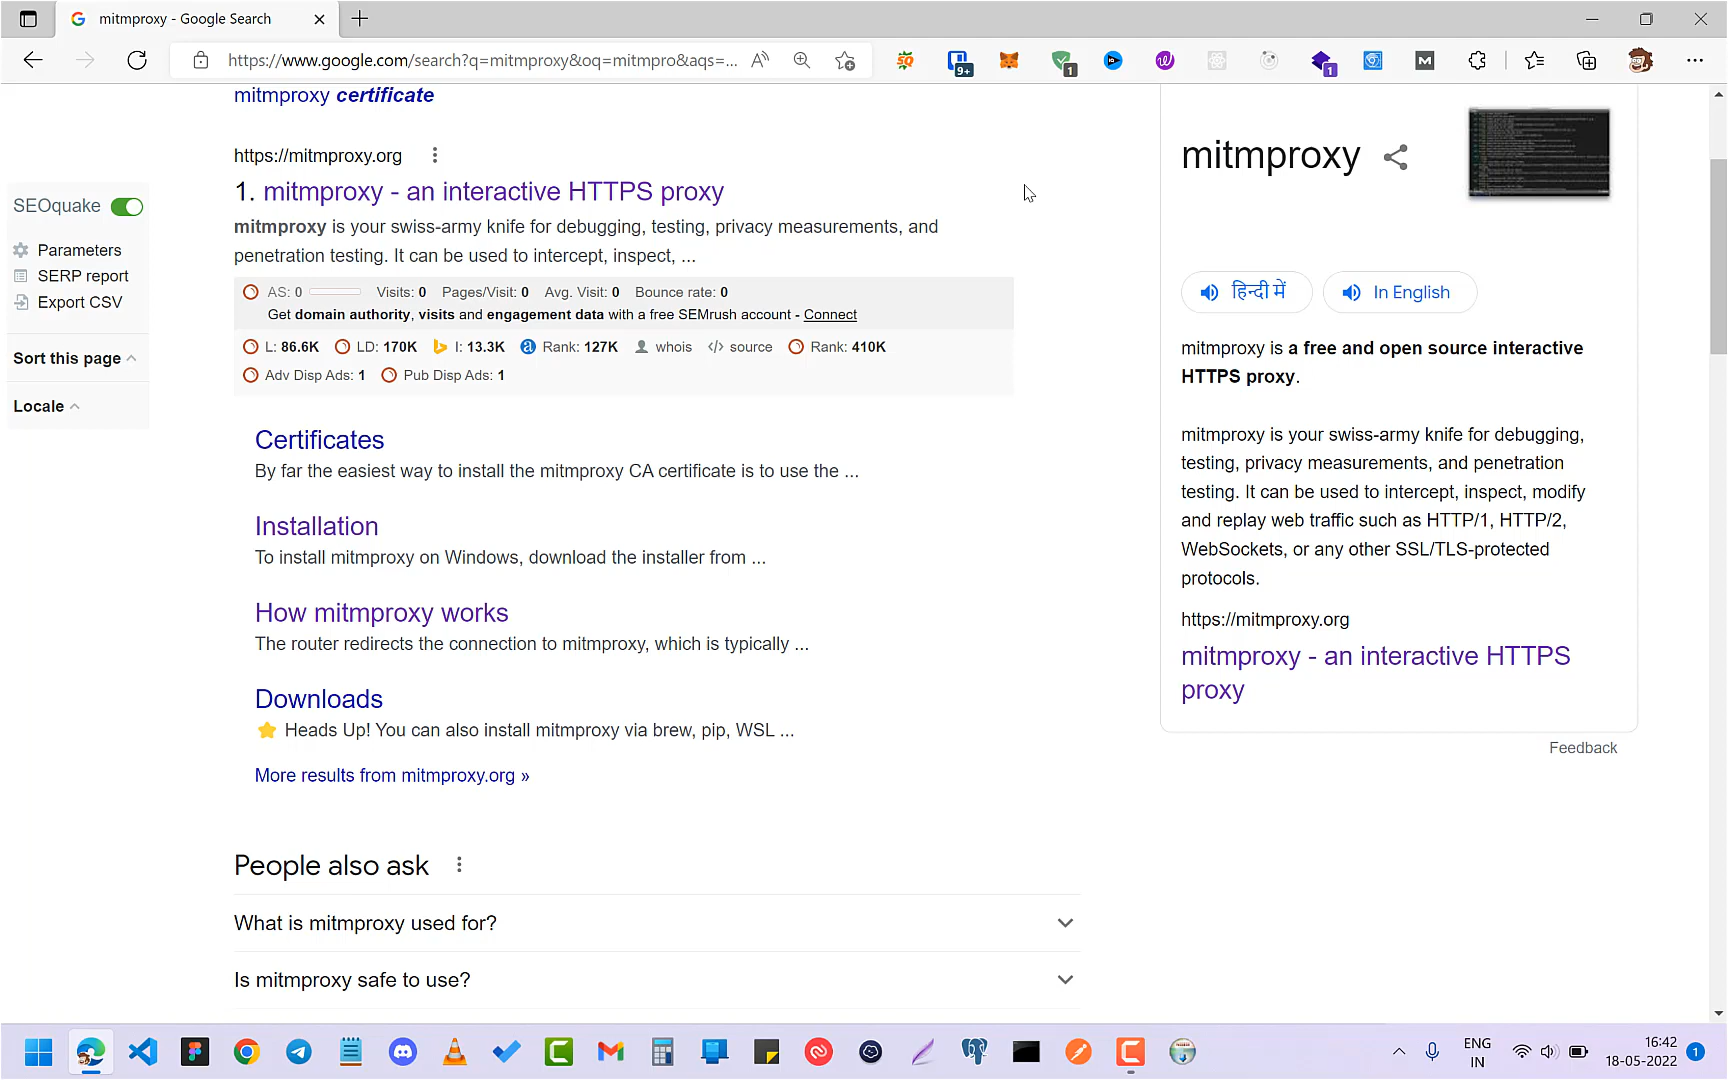 mitmproxy - Google Search
https://www.google.com/search?q=mitmproxy&oq=mitmpro&aqs=...
9+
1
1
mitmproxy certificate
https://mitmproxy.org
1. mitmproxy - an interactive HTTPS proxy
mitmproxy is your swiss-army knife for debugging, testing, privacy measurements, and
penetration testing. It can be used to intercept, inspect, ...
AS: 0 Visits: 0 Pages/Visit: 0 Avg. Visit: 0 Bounce rate: 0
Get domain authority, visits and engagement data with a free SEMrush account - Connect
L: 86.6K LD: 170K I: 13.3K Rank: 127K whois source Rank: 410K
Adv Disp Ads: 1 Pub Disp Ads: 1
SEOquake
Parameters
SERP report
Export CSV
Sort this page
Locale
Certificates
By far the easiest way to install the mitmproxy CA certificate is to use the ...
Installation
To install mitmproxy on Windows, download the installer from ...
How mitmproxy works
The router redirects the connection to mitmproxy, which is typically ...
Downloads
Heads Up! You can also install mitmproxy via brew, pip, WSL ...
More results from mitmproxy.org »
People also ask
What is mitmproxy used for?
Is mitmproxy safe to use?
mitmproxy
हिन्दी में
In English
mitmproxy is a free and open source interactive
HTTPS proxy.
mitmproxy is your swiss-army knife for debugging,
testing, privacy measurements, and penetration
testing. It can be used to intercept, inspect, modify
and replay web traffic such as HTTP/1, HTTP/2,
WebSockets, or any other SSL/TLS-protected
protocols.
https://mitmproxy.org
mitmproxy - an interactive HTTPS
proxy
Feedback
ENG
IN
16:42
18-05-2022
1